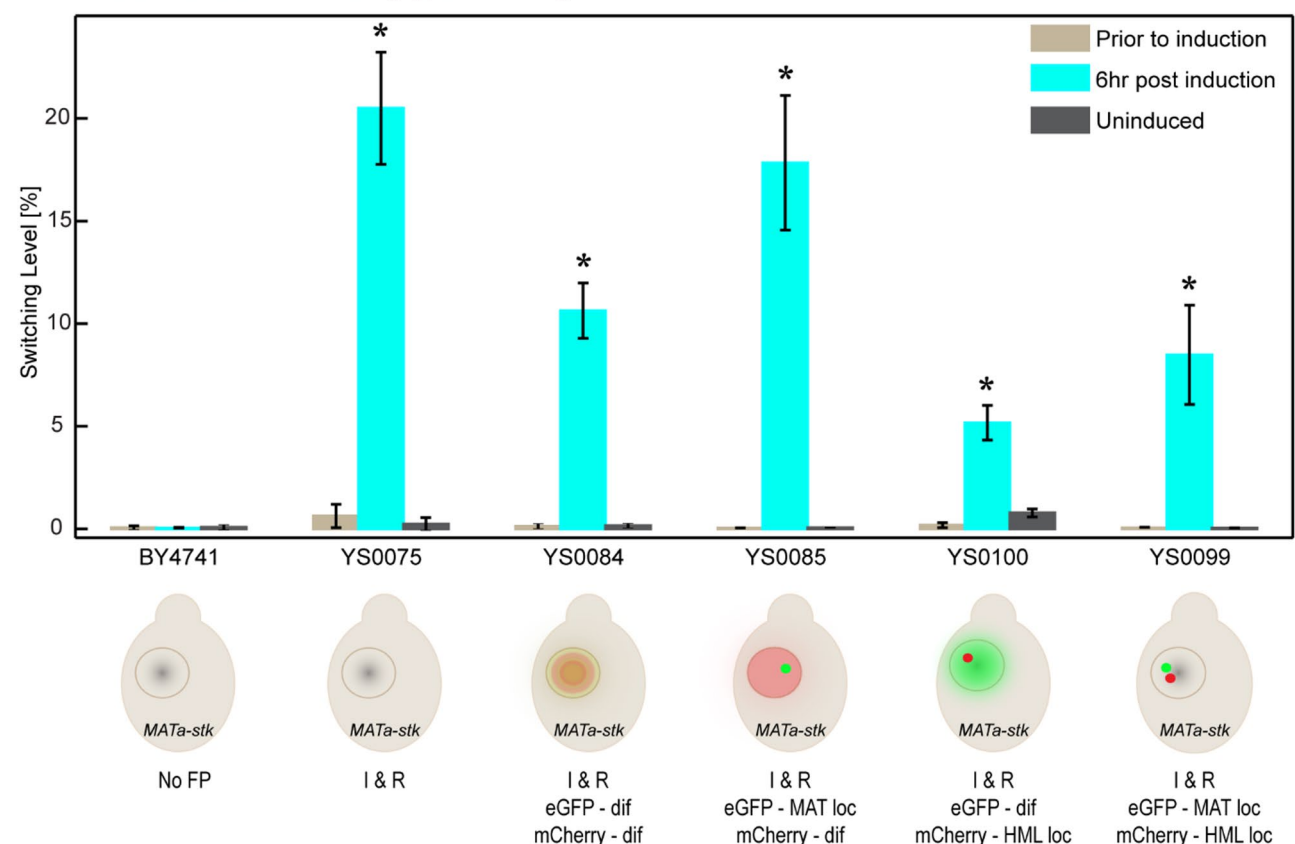 *
*
*
*
*
Prior to induction
6hr post induction
Uninduced
Switching Level [%]
20
15
10
5
0
BY4741 YS0075 YS0084 YS0085 YS0100 YS0099
MATa-stk MATa-stk MATa-stk MATa-stk MATa-stk MATa-stk
No FP I & R I & R I & R I & R I & R
eGFP - dif eGFP - MAT loc eGFP - dif eGFP - MAT loc
mCherry - dif mCherry - dif mCherry - HML loc mCherry - HML loc